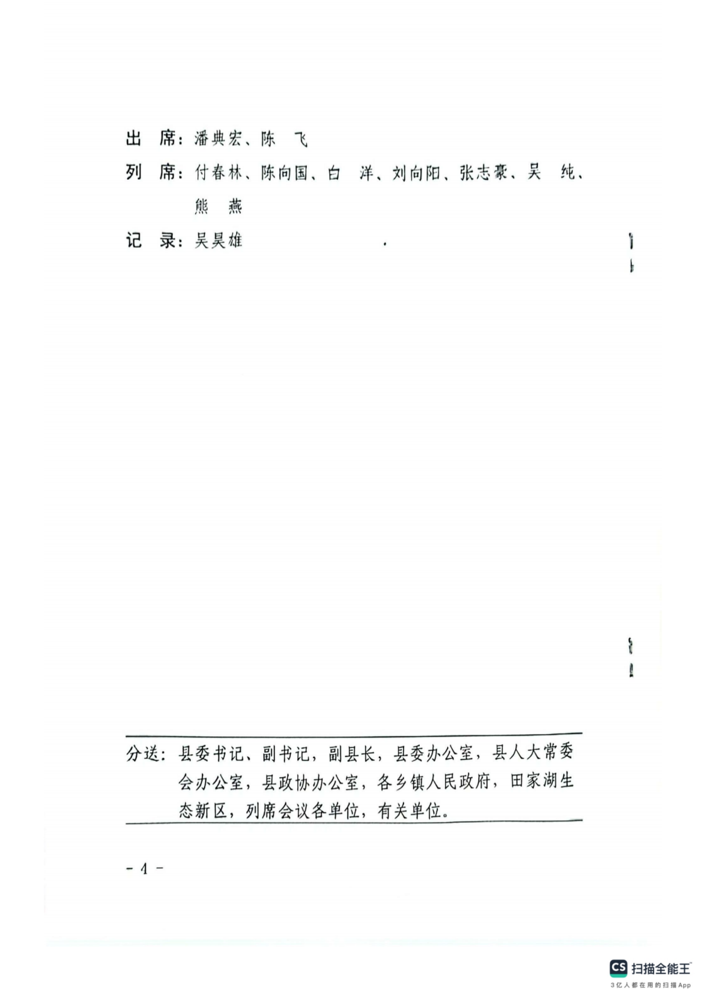 出　席：潘典宏、陈　飞
列　席：付春林、陈向国、白　洋、刘向阳、张志豪、吴　纯、
熊　燕
记　录：吴昊雄
分送：县委书记、副书记，副县长，县委办公室，县人大常委
会办公室，县政协办公室，各乡镇人民政府，田家湖生
态新区，列席会议各单位，有关单位。
- 4 -
CS 扫描全能王™
3亿人都在用的扫描App